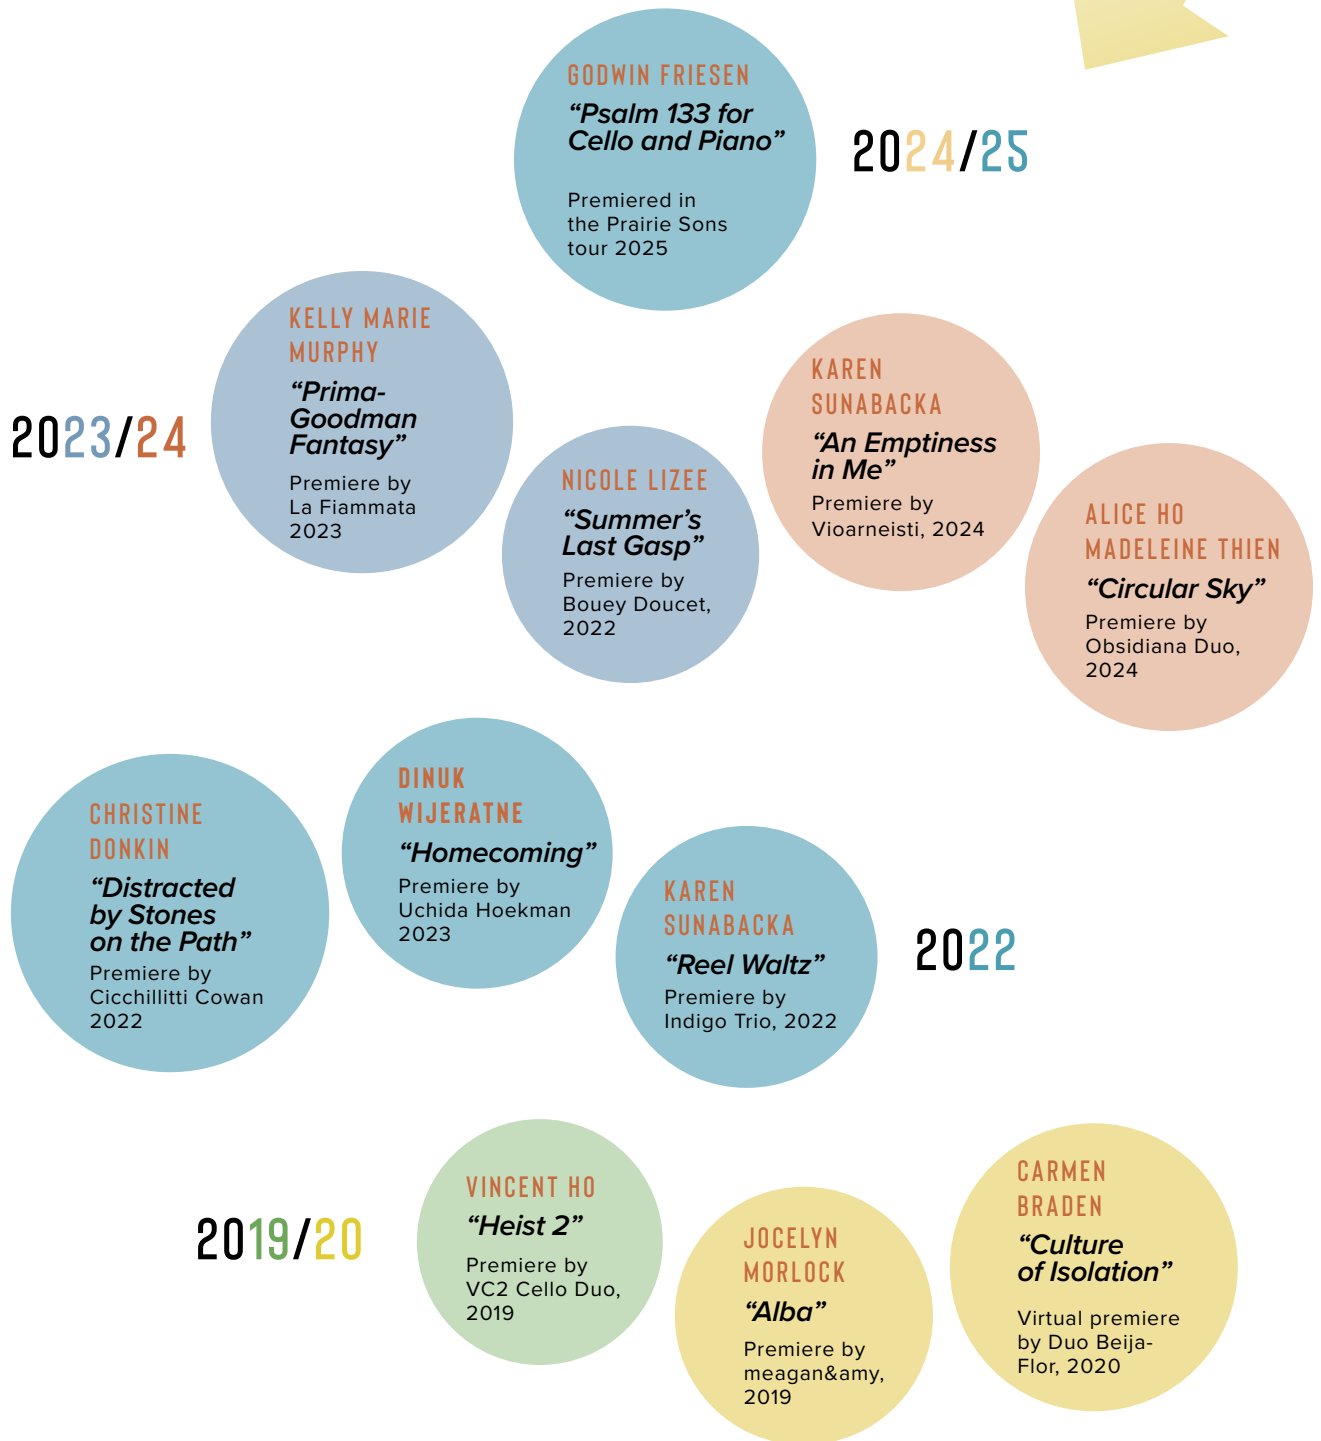 GODWIN FRIESEN
“Psalm 133 for
Cello and Piano”
Premiered in
the Prairie Sons
tour 2025
2024/25
2023/24
KELLY MARIE
MURPHY
“Prima-
Goodman
Fantasy”
Premiere by
La Fiammata
2023
NICOLE LIZEE
“Summer’s
Last Gasp”
Premiere by
Bouey Doucet,
2022
KAREN
SUNABACKA
“An Emptiness
in Me”
Premiere by
Vioarneisti, 2024
ALICE HO
MADELEINE THIEN
“Circular Sky”
Premiere by
Obsidiana Duo,
2024
CHRISTINE
DONKIN
“Distracted
by Stones
on the Path”
Premiere by
Cicchillitti Cowan
2022
DINUK
WIJERATNE
“Homecoming”
Premiere by
Uchida Hoekman
2023
KAREN
SUNABACKA
“Reel Waltz”
Premiere by
Indigo Trio, 2022
2022
2019/20
VINCENT HO
“Heist 2”
Premiere by
VC2 Cello Duo,
2019
JOCELYN
MORLOCK
“Alba”
Premiere by
meagan&amy,
2019
CARMEN
BRADEN
“Culture
of Isolation”
Virtual premiere
by Duo Beija-
Flor, 2020